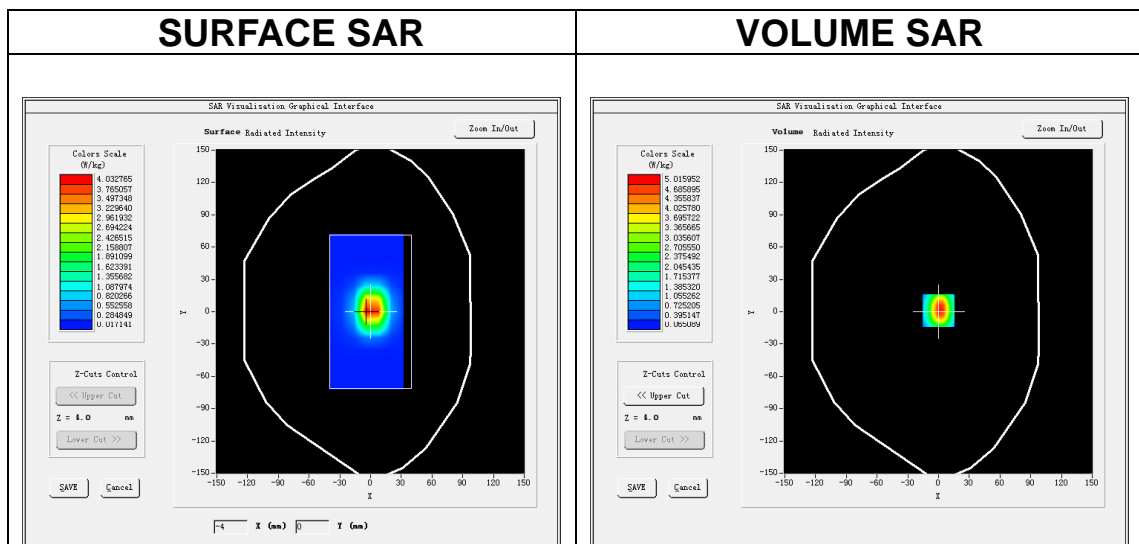 SURFACE SAR
VOLUME SAR
SAR Visualisation Graphical Interface
Surface Radiated Intensity
Zoom In/Out
Colors Scale
(W/kg)
4.032765
3.765057
3.497348
3.229640
2.961932
2.694224
2.426515
2.158807
1.891099
1.623391
1.355682
1.087974
0.820266
0.552558
0.284849
0.017141
150
120
90
60
30
0
-30
-60
-90
-120
-150
Y
-150 -120 -90 -60 -30 0 30 60 90 120 150
X
Z-Cuts Control
<< Upper Cut
Z = 4.0 mm
Lower Cut >>
SAVE Cancel
-4 X (mm) 0 Y (mm)
SAR Visualisation Graphical Interface
Volume Radiated Intensity
Zoom In/Out
Colors Scale
(W/kg)
5.015952
4.685895
4.355837
4.025780
3.695722
3.365665
3.035607
2.705550
2.375492
2.045435
1.715377
1.385320
1.055262
0.725205
0.395147
0.065089
150
120
90
60
30
0
-30
-60
-90
-120
-150
Y
-150 -120 -90 -60 -30 0 30 60 90 120 150
X
Z-Cuts Control
<< Upper Cut
Z = 4.0 mm
Lower Cut >>
SAVE Cancel